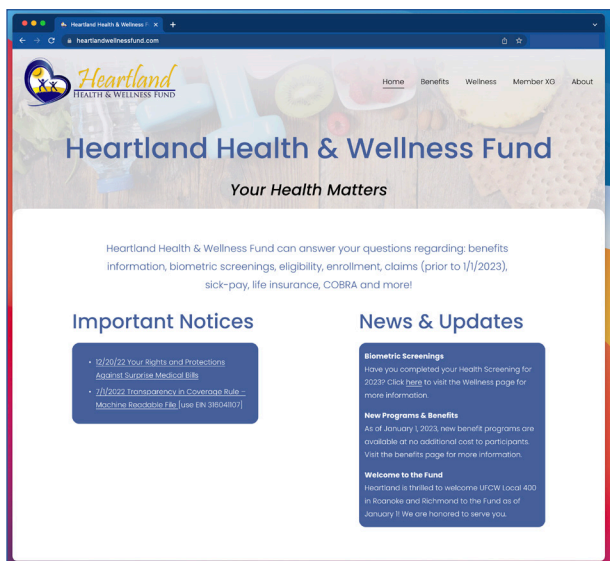 Heartland Health & Wellness F
heartlandwellnessfund.com
Heartland
HEALTH & WELLNESS FUND
Home Benefits Wellness Member XG About
Heartland Health & Wellness Fund
Your Health Matters
Heartland Health & Wellness Fund can answer your questions regarding: benefits
information, biometric screenings, eligibility, enrollment, claims (prior to 1/1/2023),
sick-pay, life insurance, COBRA and more!
Important Notices
• 12/20/22 Your Rights and Protections
Against Surprise Medical Bills
• 7/1/2022 Transparency in Coverage Rule –
Machine Readable File [use EIN 316041107]
News & Updates
Biometric Screenings
Have you completed your Health Screening for
2023? Click here to visit the Wellness page for
more information.
New Programs & Benefits
As of January 1, 2023, new benefit programs are
available at no additional cost to participants.
Visit the benefits page for more information.
Welcome to the Fund
Heartland is thrilled to welcome UFCW Local 400
in Roanoke and Richmond to the Fund as of
January 1! We are honored to serve you.